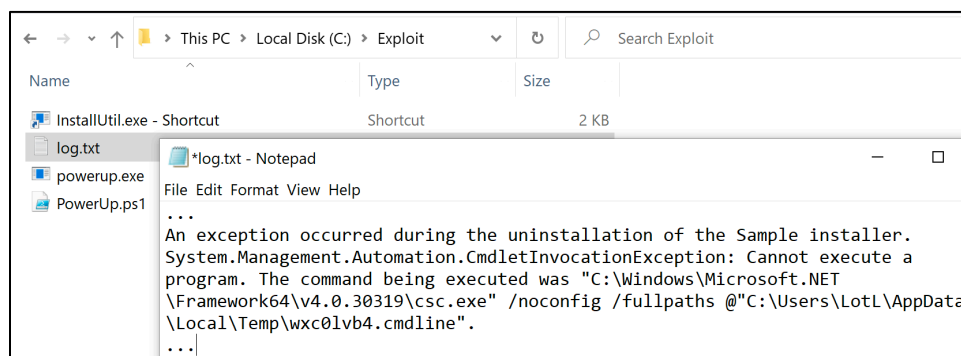 This PC > Local Disk (C:) > Exploit
Search Exploit
Name Type Size
InstallUtil.exe - Shortcut Shortcut 2 KB
log.txt
powerup.exe
PowerUp.ps1
*log.txt - Notepad
File Edit Format View Help
...
An exception occurred during the uninstallation of the Sample installer.
System.Management.Automation.CmdletInvocationException: Cannot execute a
program. The command being executed was "C:\Windows\Microsoft.NET
\Framework64\v4.0.30319\csc.exe" /noconfig /fullpaths @"C:\Users\LotL\AppData
\Local\Temp\wxc0lvb4.cmdline".
...